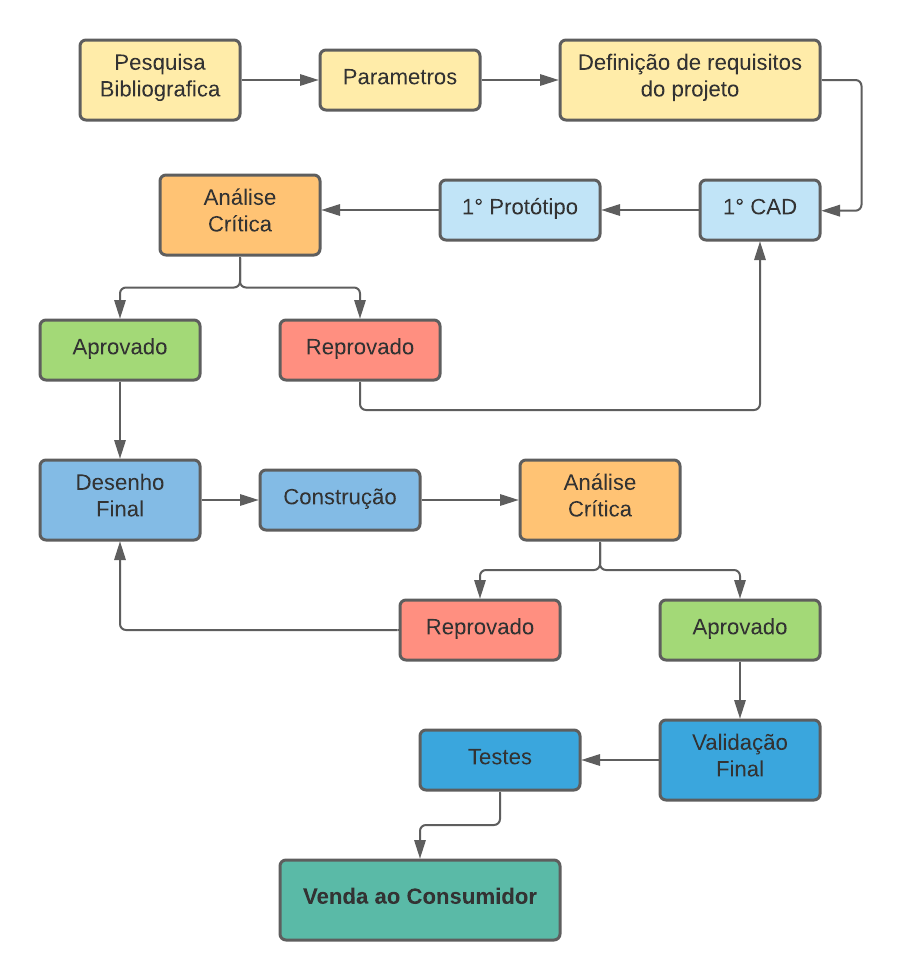 Pesquisa
Bibliografica
Parametros
Definição de requisitos
do projeto
Análise
Crítica
1° Protótipo
1° CAD
Aprovado
Reprovado
Desenho
Final
Construção
Análise
Crítica
Reprovado
Aprovado
Testes
Validação
Final
Venda ao Consumidor